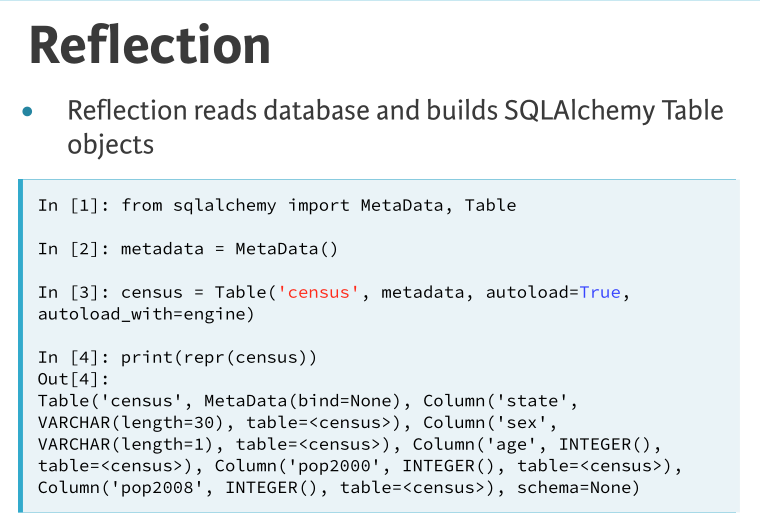 Reflection
• Reflection reads database and builds SQLAlchemy Table
objects
In [1]: from sqlalchemy import MetaData, Table
In [2]: metadata = MetaData()
In [3]: census = Table('census', metadata, autoload=True,
autoload_with=engine)
In [4]: print(repr(census))
Out[4]:
Table('census', MetaData(bind=None), Column('state',
VARCHAR(length=30), table=<census>), Column('sex',
VARCHAR(length=1), table=<census>), Column('age', INTEGER(),
table=<census>), Column('pop2000', INTEGER(), table=<census>),
Column('pop2008', INTEGER(), table=<census>), schema=None)